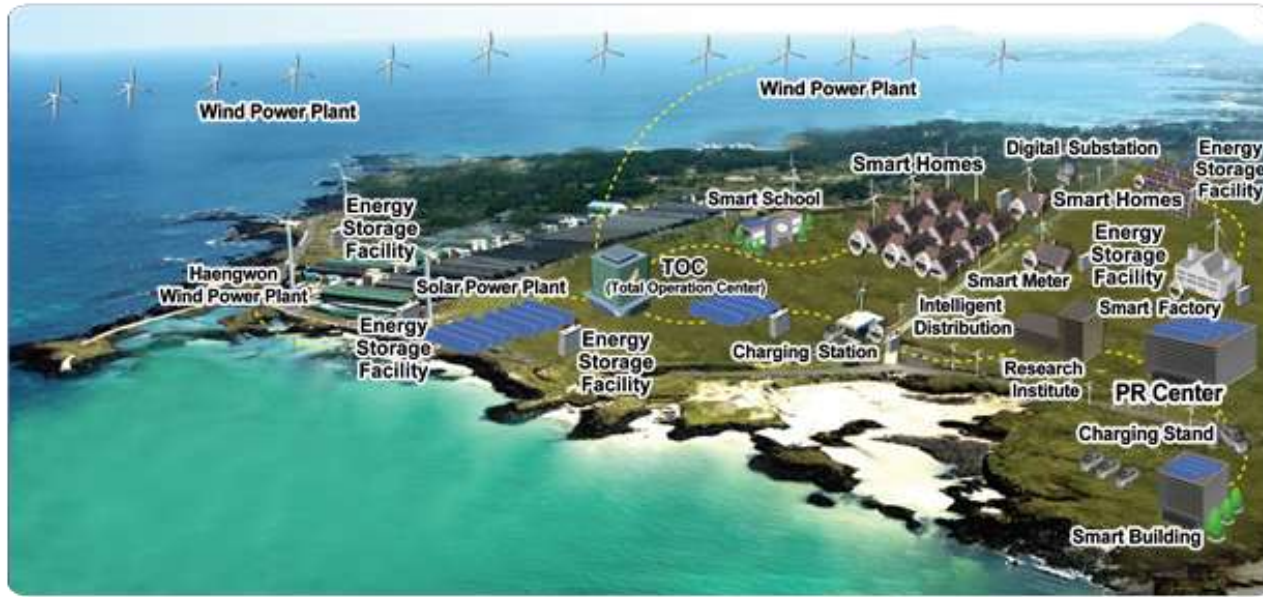 Wind Power Plant
Wind Power Plant
Smart Homes
Digital Substation
Energy
Storage
Facility
Smart School
Smart Homes
Energy
Storage
Facility
Energy
Storage
Facility
Haengwon
Wind Power Plant
Solar Power Plant
TOC
(Total Operation Center)
Smart Meter
Smart Factory
Intelligent
Distribution
Energy
Storage
Facility
Energy
Storage
Facility
Charging Station
Research
Institute
PR Center
Charging Stand
Smart Building